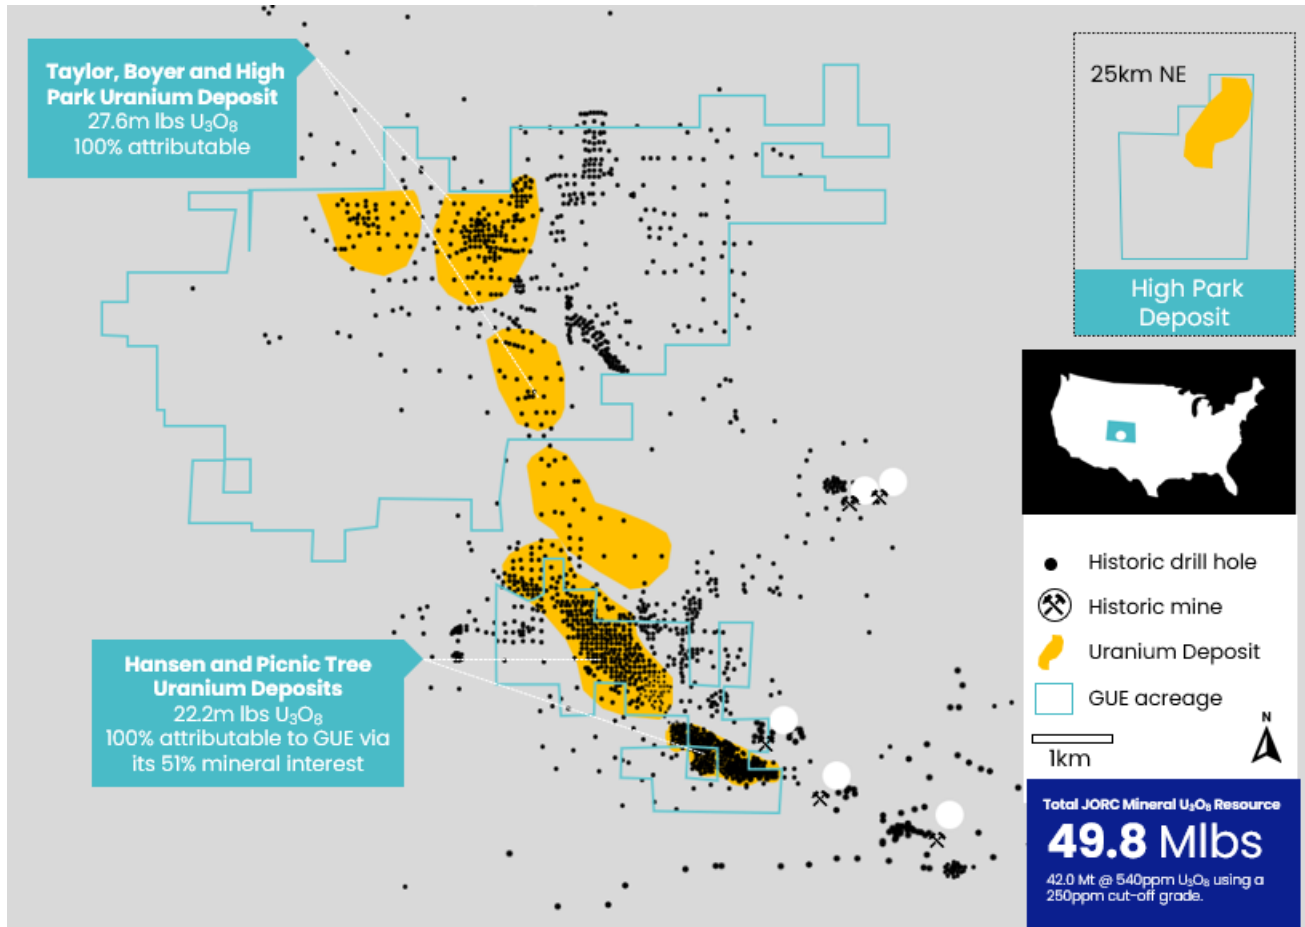 Taylor, Boyer and High
Park Uranium Deposit
27.6m lbs U₃O₈
100% attributable
25km NE
High Park
Deposit
Historic drill hole
Historic mine
Uranium Deposit
GUE acreage
N
1km
Hansen and Picnic Tree
Uranium Deposits
22.2m lbs U₃O₈
100% attributable to GUE via
its 51% mineral interest
Total JORC Mineral U₃O₈ Resource
49.8 Mlbs
42.0 Mt @ 540ppm U₃O₈ using a
250ppm cut-off grade.